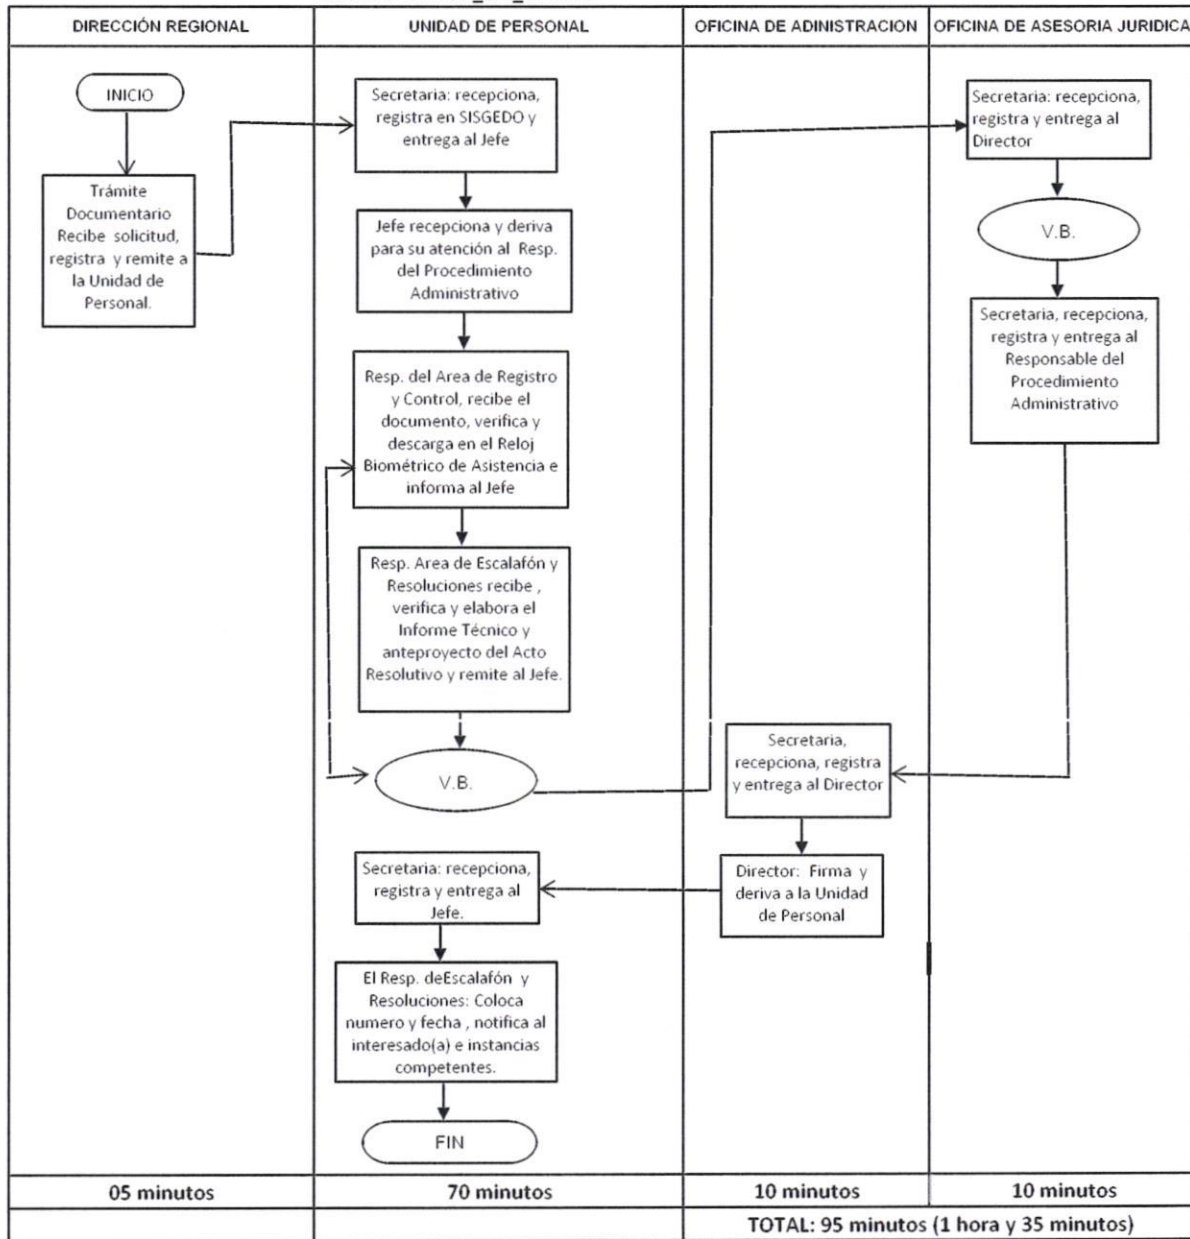 DIRECCIÓN REGIONAL
UNIDAD DE PERSONAL
OFICINA DE ADINISTRACION
OFICINA DE ASESORIA JURIDICA
INICIO
Trámite
Documentario
Recibe solicitud,
registra y remite a
la Unidad de
Personal.
Secretaria: recepciona,
registra en SISGEDO y
entrega al Jefe
Jefe recepciona y deriva
para su atención al Resp.
del Procedimiento
Administrativo
Resp. del Area de Registro
y Control, recibe el
documento, verifica y
descarga en el Reloj
Biométrico de Asistencia e
informa al Jefe
Resp. Area de Escalafón y
Resoluciones recibe ,
verifica y elabora el
Informe Técnico y
anteproyecto del Acto
Resolutivo y remite al Jefe.
V.B.
Secretaria: recepciona,
registra y entrega al
Director
V.B.
Secretaria, recepciona,
registra y entrega al
Responsable del
Procedimiento
Administrativo
Secretaria,
recepciona, registra
y entrega al Director
Director: Firma y
deriva a la Unidad
de Personal
Secretaria: recepciona,
registra y entrega al
Jefe.
El Resp. deEscalafón y
Resoluciones: Coloca
numero y fecha , notifica al
interesado(a) e instancias
competentes.
FIN
05 minutos
70 minutos
10 minutos
10 minutos
TOTAL: 95 minutos (1 hora y 35 minutos)